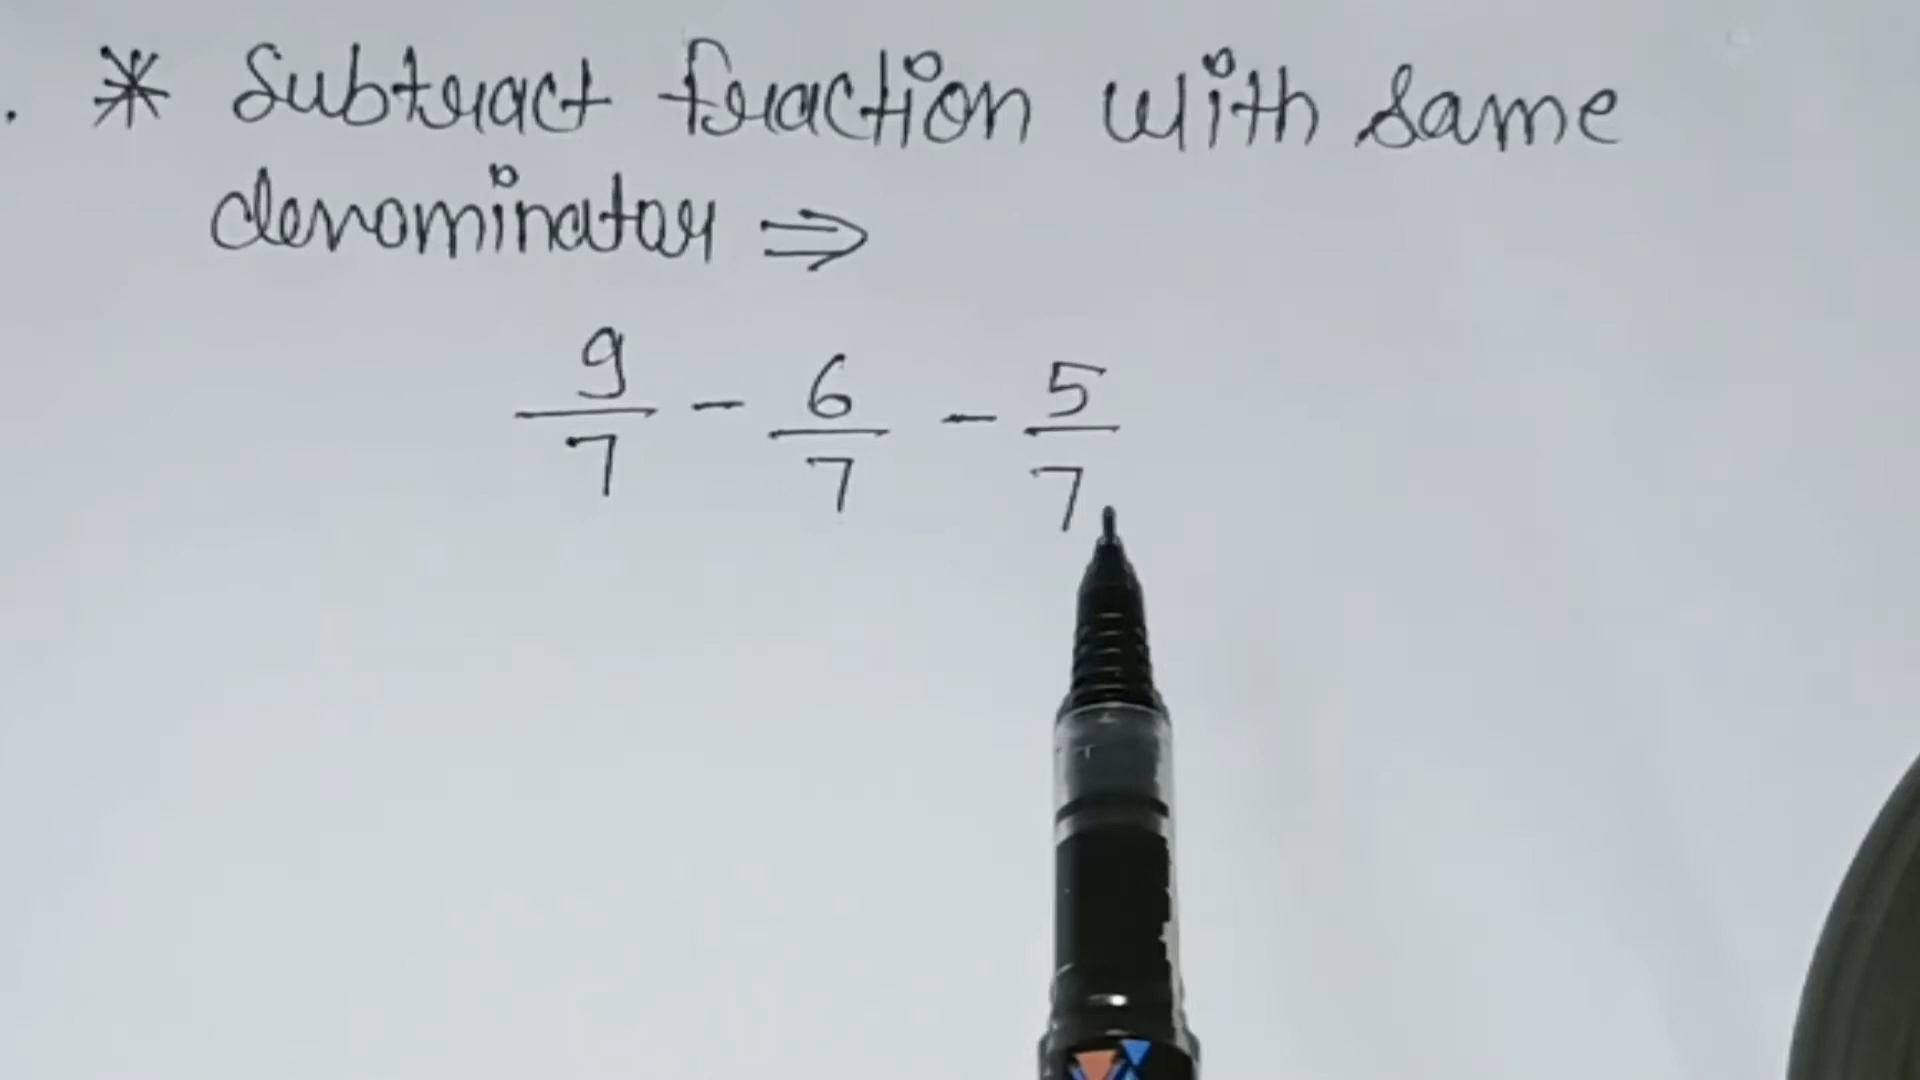 * Subtract fraction with same
denominator ⇒
9/7 - 6/7 - 5/7